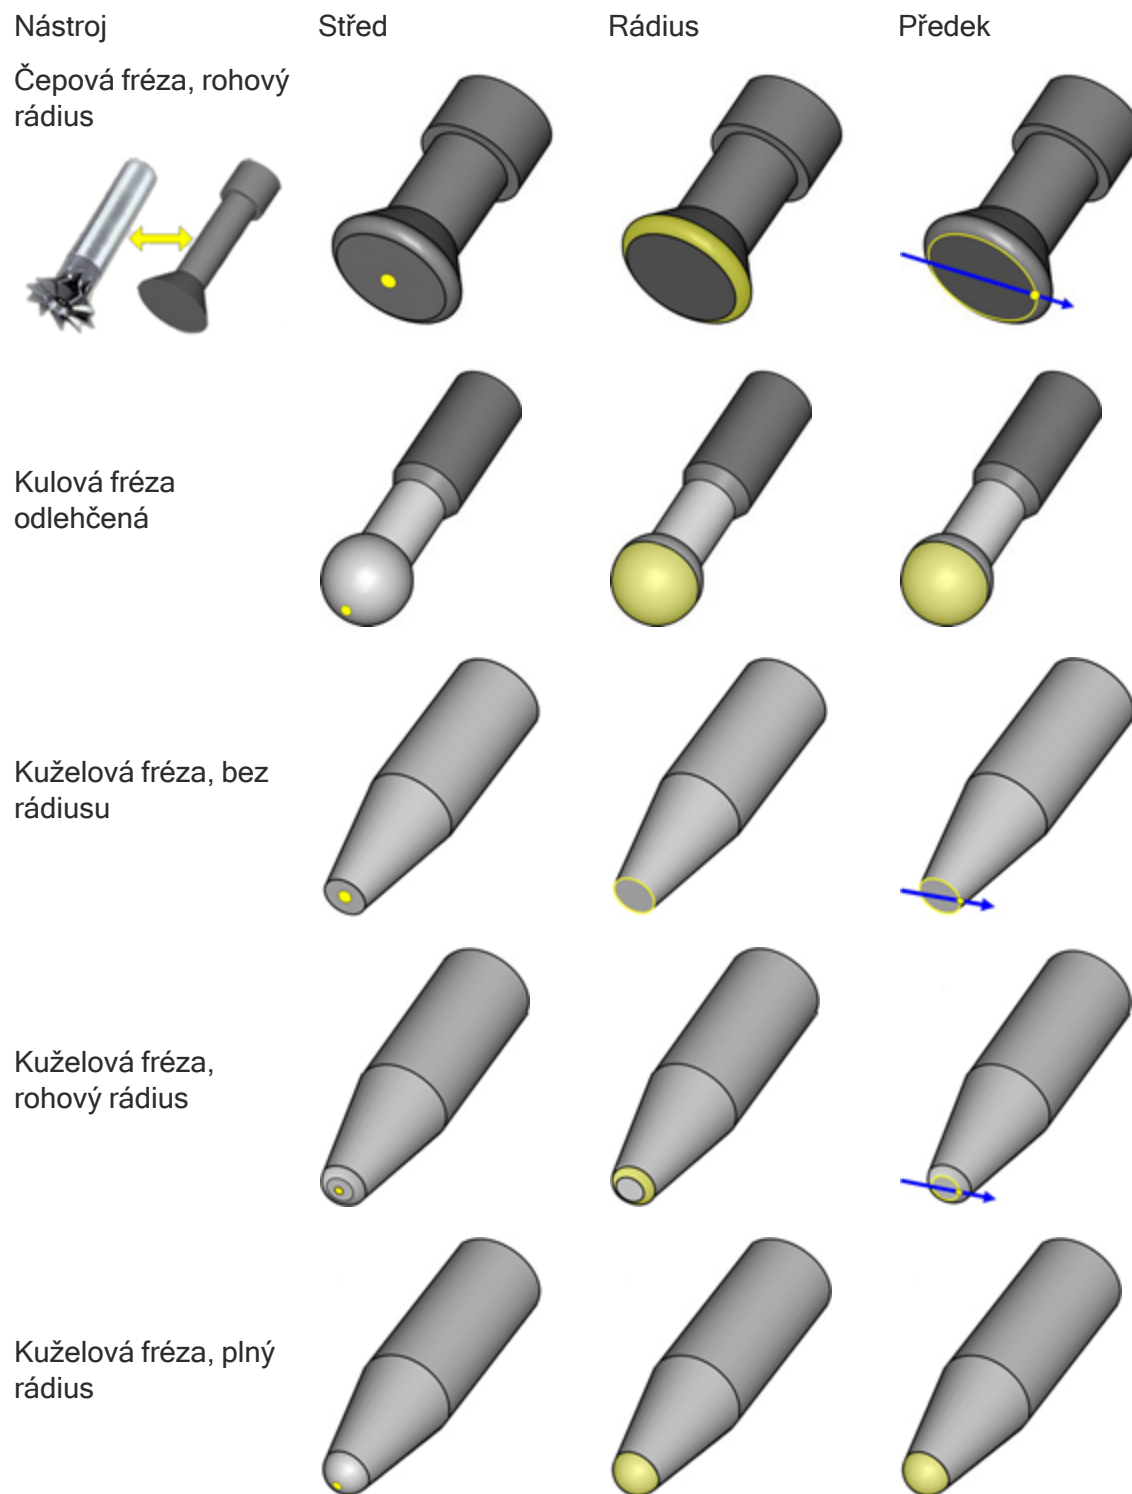 Nástroj Střed Rádius Předek
Čepová fréza, rohový
rádius
Kulová fréza
odlehčená
Kuželová fréza, bez
rádiusu
Kuželová fréza,
rohový rádius
Kuželová fréza, plný
rádius